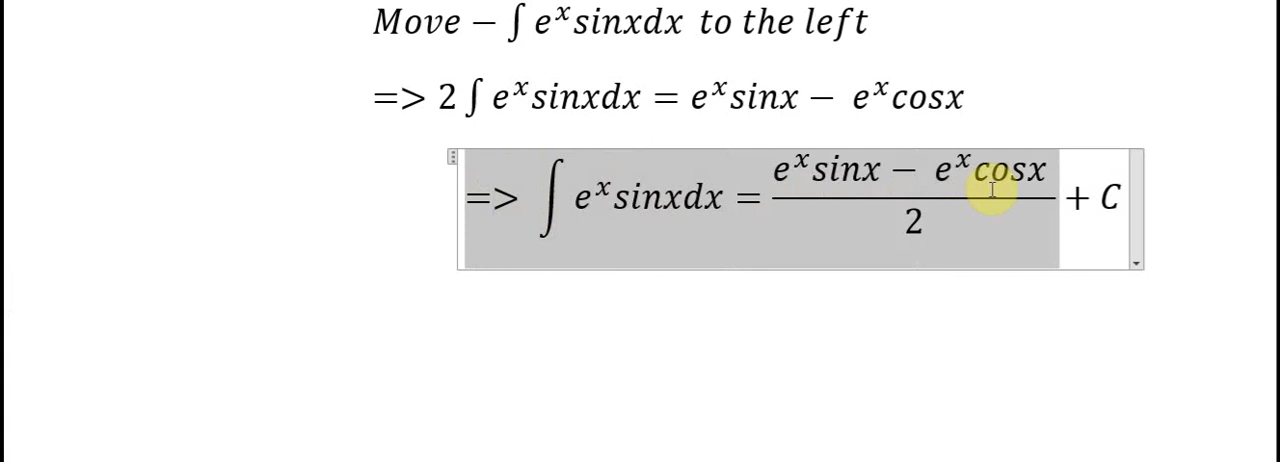 Move − ∫ eˣsinxdx to the left
=> 2 ∫ eˣsinxdx = eˣsinx − eˣcosx
=> ∫ eˣsinxdx = (eˣsinx − eˣcosx)/2 + C